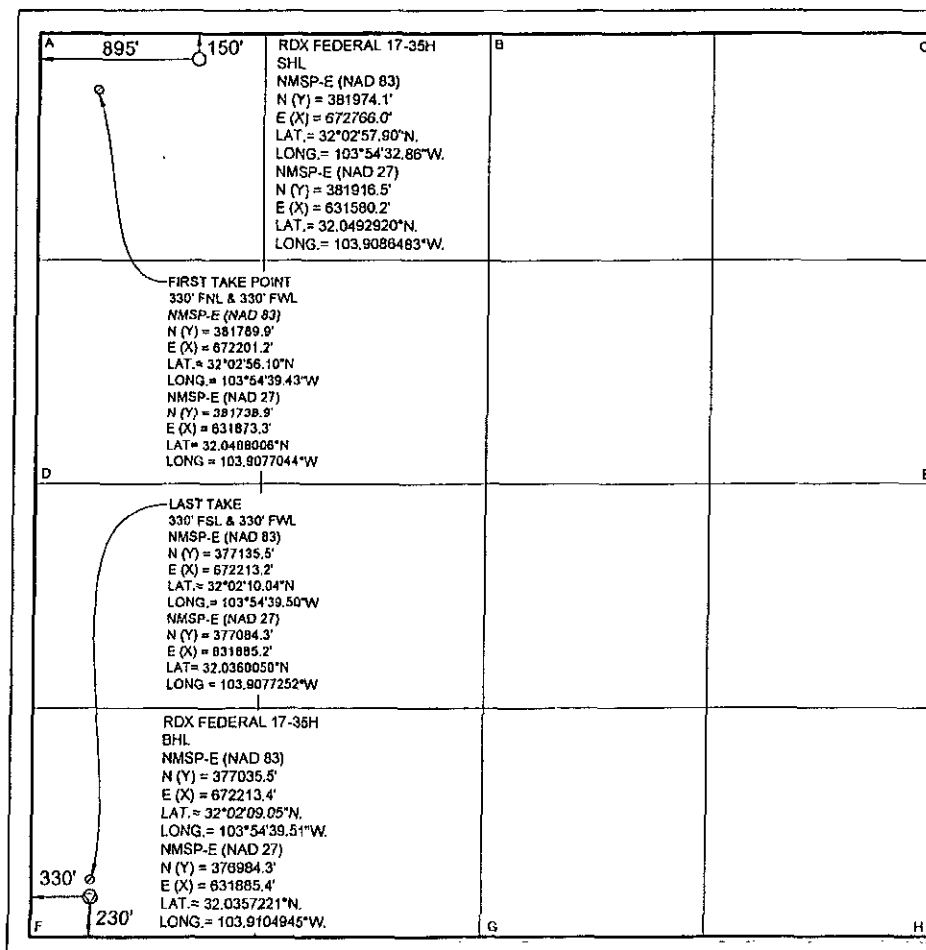 A
895'
150'
RDX FEDERAL 17-35H
SHL
NMSP-E (NAD 83)
N (Y) = 381974.1'
E (X) = 672766.0'
LAT.= 32°02'57.90"N.
LONG.= 103°54'32.86"W.
NMSP-E (NAD 27)
N (Y) = 381916.5'
E (X) = 631580.2'
LAT.= 32.0492920°N.
LONG.= 103.9086483°W.
B
C
FIRST TAKE POINT
330' FNL & 330' FWL
NMSP-E (NAD 83)
N (Y) = 381789.9'
E (X) = 672201.2'
LAT.= 32°02'56.10"N
LONG.= 103°54'39.43"W
NMSP-E (NAD 27)
N (Y) = 381738.9'
E (X) = 631873.3'
LAT= 32.0488006°N
LONG = 103.9077044°W
D
E
LAST TAKE
330' FSL & 330' FWL
NMSP-E (NAD 83)
N (Y) = 377135.5'
E (X) = 672213.2'
LAT.= 32°02'10.04"N
LONG.= 103°54'39.50"W
NMSP-E (NAD 27)
N (Y) = 377084.3'
E (X) = 631885.2'
LAT= 32.0360050°N
LONG = 103.9077252°W
RDX FEDERAL 17-35H
BHL
NMSP-E (NAD 83)
N (Y) = 377035.5'
E (X) = 672213.4'
LAT.= 32°02'09.05"N.
LONG.= 103°54'39.51"W.
NMSP-E (NAD 27)
N (Y) = 376984.3'
E (X) = 631885.4'
LAT.= 32.0357221°N.
LONG.= 103.9104945°W.
330'
230'
F
G
H